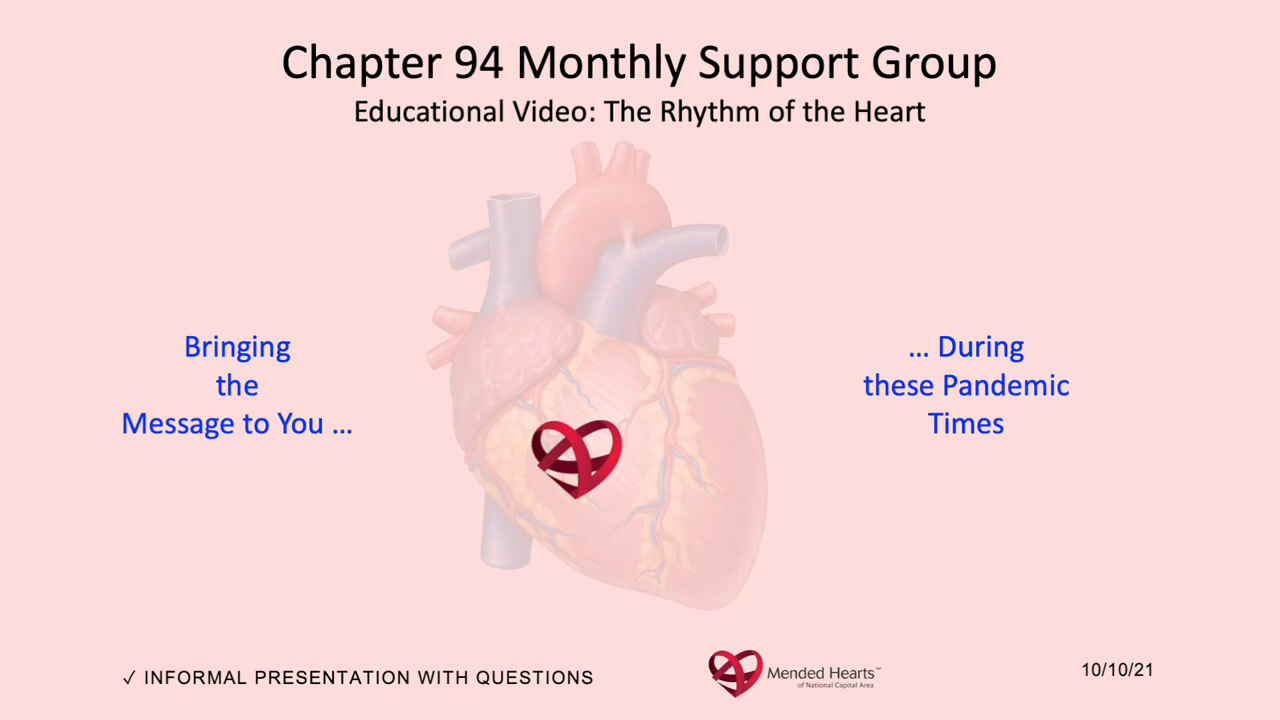 Chapter 94 Monthly Support Group
Educational Video: The Rhythm of the Heart
Bringing
the
Message to You …
… During
these Pandemic
Times
✓ INFORMAL PRESENTATION WITH QUESTIONS
Mended Hearts™
of National Capital Area
10/10/21